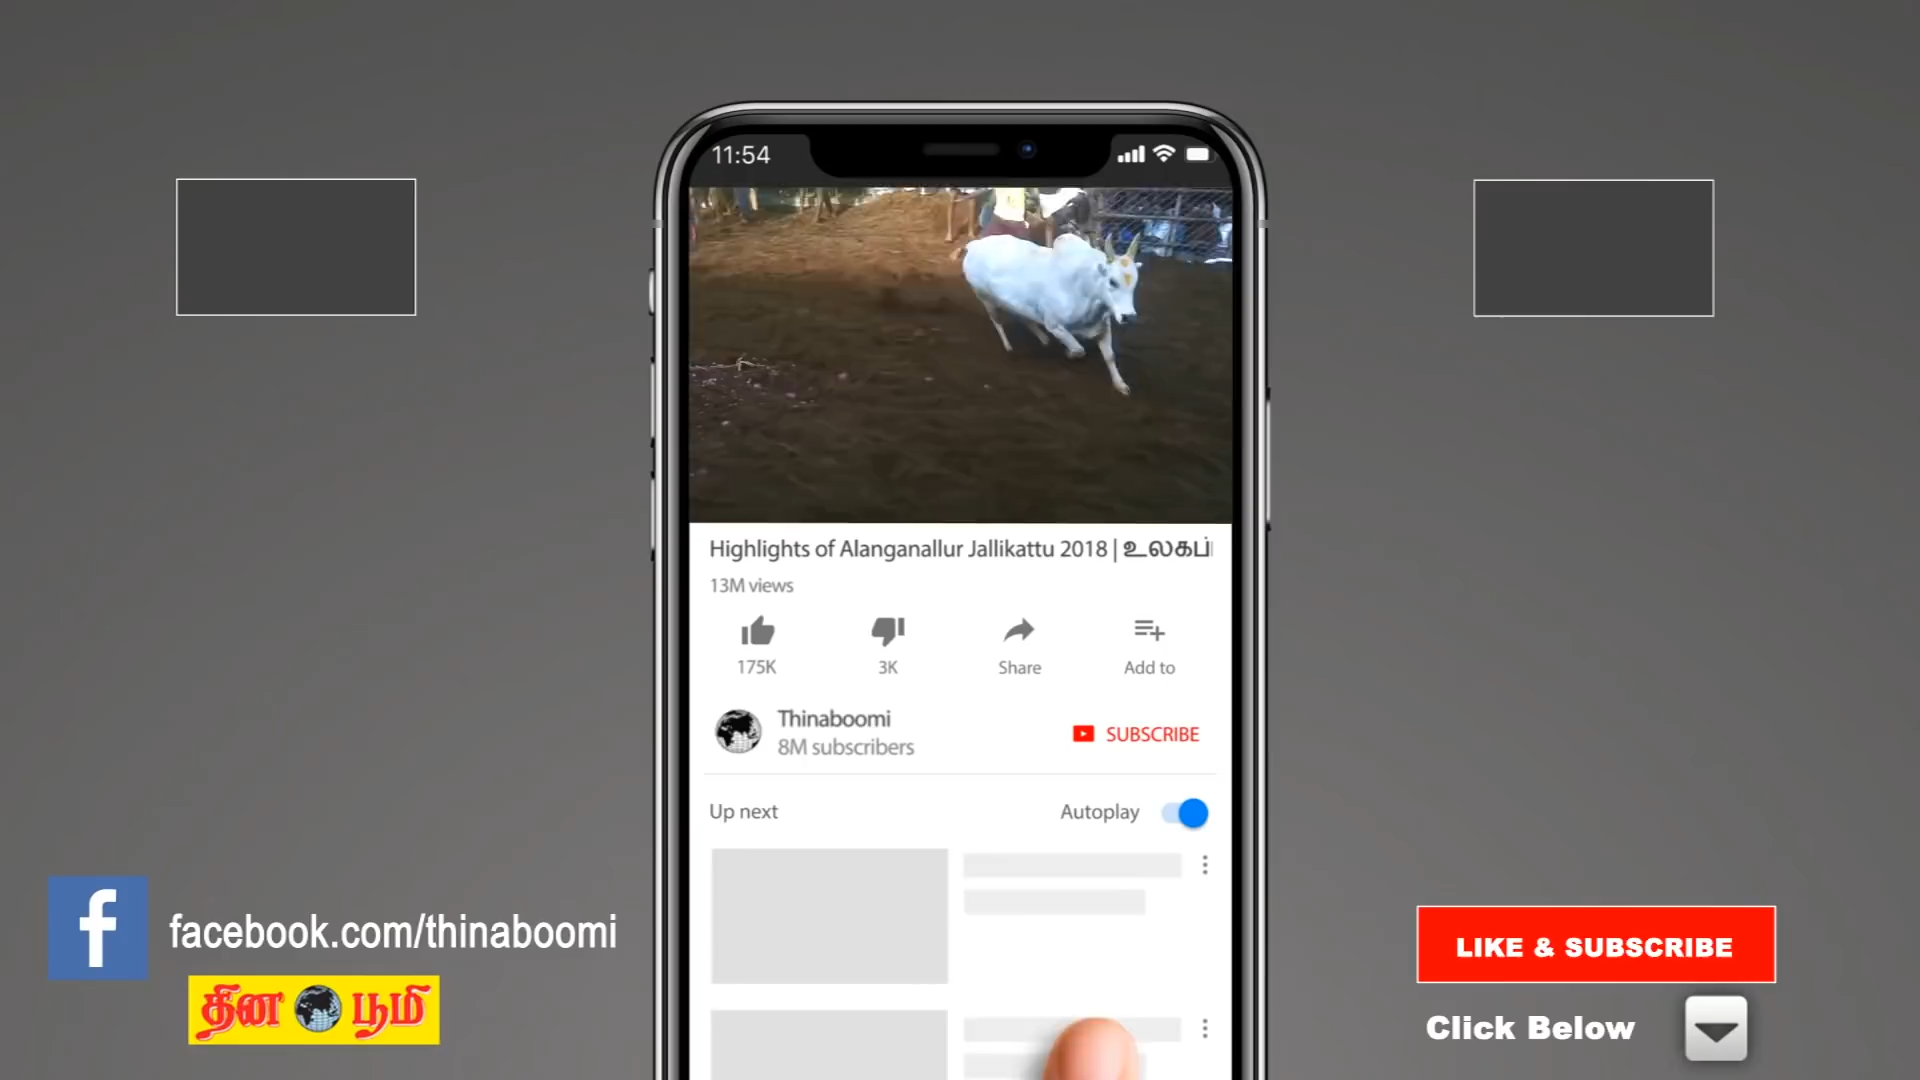 11:54
Highlights of Alanganallur Jallikattu 2018 | உலகப்
13M views
175K
3K
Share
Add to
Thinaboomi
8M subscribers
SUBSCRIBE
Up next
Autoplay
f
facebook.com/thinaboomi
தின பூமி
LIKE & SUBSCRIBE
Click Below